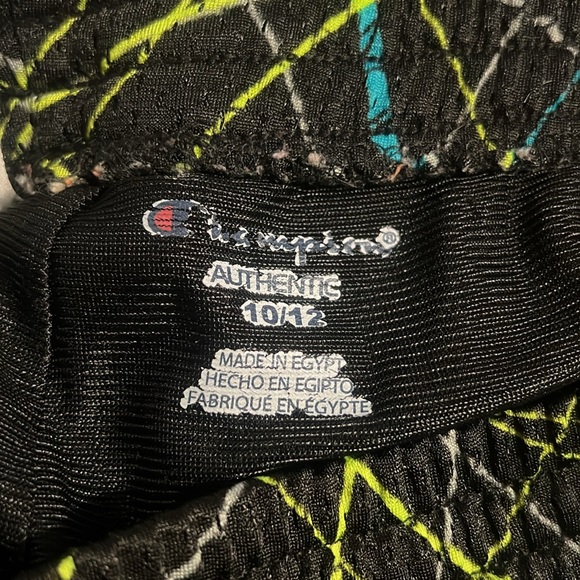 Champion®
AUTHENTIC
10/12
MADE IN EGYPT
HECHO EN EGIPTO
FABRIQUÉ EN ÉGYPTE